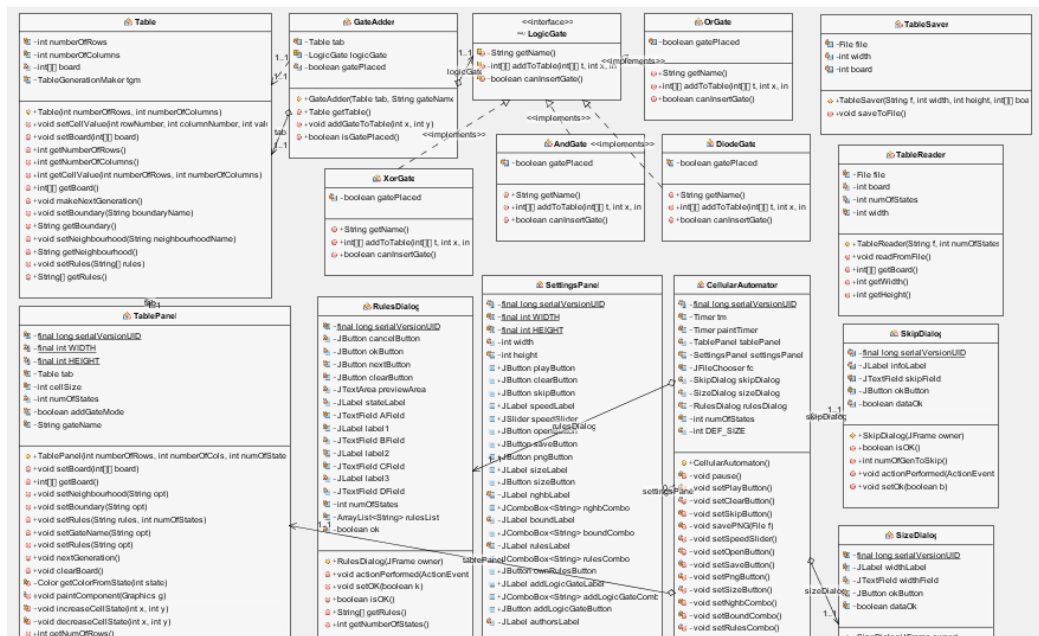 Table
-int numberOfRows
-int numberOfColumns
-int[][] board
-TableGenerationMaker tgm
+Table(int numberOfRows, int numberOfColumns)
+void setCellValue(int rowNumber, int columnNumber, int val
+void setBoard(int[][] board)
+int getNumberOfRows()
+int getNumberOfColumns()
+int getCellValue(int numberOfRows, int numberOfColumns)
+int[][] getBoard()
+void makeNextGeneration()
+void setBoundary(String boundaryName)
+String getBoundary()
+void setNeighbourhood(String neighbourhoodName)
+String getNeighbourhood()
+void setRules(String[] rules)
+String[] getRules()
GateAdder
-Table tab
-LogicGate logicGate
-boolean gatePlaced
+GateAdder(Table tab, String gateName
+Table getTable()
+void addGateToTable(int x, int y)
+boolean isGatePlaced()
1..1
1..1
tab
1..1
1..1
logicGate
<<interface>>
LogicGate
-String getName()
-int[][] addToTable(int[][] t, int x, in
-boolean canInsertGate()
<<implements>>
<<implements>>
<<implements>>
<<implements>>
OrGate
-boolean gatePlaced
+String getName()
+int[][] addToTable(int[][] t, int x, in
+boolean canInsertGate()
TableSaver
-File file
-int width
-int board
+TableSaver(String f, int width, int height, int[][] boa
+void saveToFile()
XorGate
-boolean gatePlaced
+String getName()
+int[][] addToTable(int[][] t, int x, in
+boolean canInsertGate()
AndGate
-boolean gatePlaced
+String getName()
+int[][] addToTable(int[][] t, int x, in
+boolean canInsertGate()
DiodeGate
-boolean gatePlaced
+String getName()
+int[][] addToTable(int[][] t, int x, in
+boolean canInsertGate()
TableReader
-File file
-int board
-int numOfStates
-int width
+TableReader(String f, int numOfStates
+void readFromFile()
+int[][] getBoard()
+int getWidth()
+int getHeight()
TablePanel
-final long serialVersionUID
-final int WIDTH
-final int HEIGHT
-Table tab
-int cellSize
-int numOfStates
-boolean addGateMode
-String gateName
+TablePanel(int numberOfRows, int numberOfCols, int numOfState
+void setBoard(int[][] board)
+int[][] getBoard()
+void setNeighbourhood(String opt)
+void setBoundary(String opt)
+void setRules(String rules, int numOfStates)
+void setGateName(String opt)
+void setRules(String opt)
+void nextGeneration()
+void clearBoard()
-Color getColorFromState(int state)
+void paintComponent(Graphics g)
-void increaseCellState(int x, int y)
-void decreaseCellState(int x, int y)
+int getNumOfRows()
RulesDialog
-final long serialVersionUID
-JButton cancelButton
-JButton okButton
-JButton nextButton
-JButton clearButton
-JTextArea previewArea
-JLabel stateLabel
-JTextField AField
-JLabel label1
-JTextField BField
-JLabel label2
-JTextField CField
-JLabel label3
-JTextField DField
-int numOfStates
-ArrayList<String> rulesList
-boolean ok
+RulesDialog(JFrame owner)
+void actionPerformed(ActionEvent
+void setOK(boolean k)
+boolean isOK()
+String[] getRules()
+int getNumberOfStates()
SettingsPanel
-final long serialVersionUID
-final int WIDTH
-final int HEIGHT
-int width
-int height
+JButton playButton
+JButton clearButton
+JButton skipButton
+JLabel speedLabel
+JSlider speedSlider
+JButton
+JButton saveButton
+JButton pngButton
+JLabel sizeLabel
+JButton sizeButton
-JLabel nghbLabel
+JComboBox<String> nghbCombo
-JLabel boundLabel
+JComboBox<String> boundCombo
-JLabel rulesLabel
+JComboBox<String> rulesCombo
+JButton ownRulesButton
+JLabel addLogicGateLabel
+JComboBox<String> addLogicGateComb
+JButton addLogicGateButton
-JLabel authorsLabel
rulesDialog
tablePanel
1..1
CellularAutomator
-final long serialVersionUID
-Timer tm
-Timer paintTimer
-TablePanel tablePanel
-SettingsPanel settingsPanel
-JFileChooser fc
-SkipDialog skipDialog
-SizeDialog sizeDialog
-RulesDialog rulesDialog
-int numOfStates
-int DEF_SIZE
+CellularAutomaton()
-void pause()
-void setPlayButton()
-void setClearButton()
-void setSkipButton()
-void savePNG(File f)
-void setSpeedSlider()
-void setOpenButton()
-void setSaveButton()
-void setPngButton()
-void setSizeButton()
-void setNghbCombo()
-void setBoundCombo()
-void setRulesCombo()
skipDialog
1..1
sizeDialog
1..1
SkipDialog
-final long serialVersionUID
-JLabel infoLabel
-JTextField skipField
-JButton okButton
-boolean dataOk
+SkipDialog(JFrame owner)
+boolean isOK()
+int numOfGenToSkip()
+void actionPerformed(ActionEvent
+void setOk(boolean b)
SizeDialog
-final long serialVersionUID
-JLabel widthLabel
-JTextField widthField
-JButton okButton
-boolean dataOk